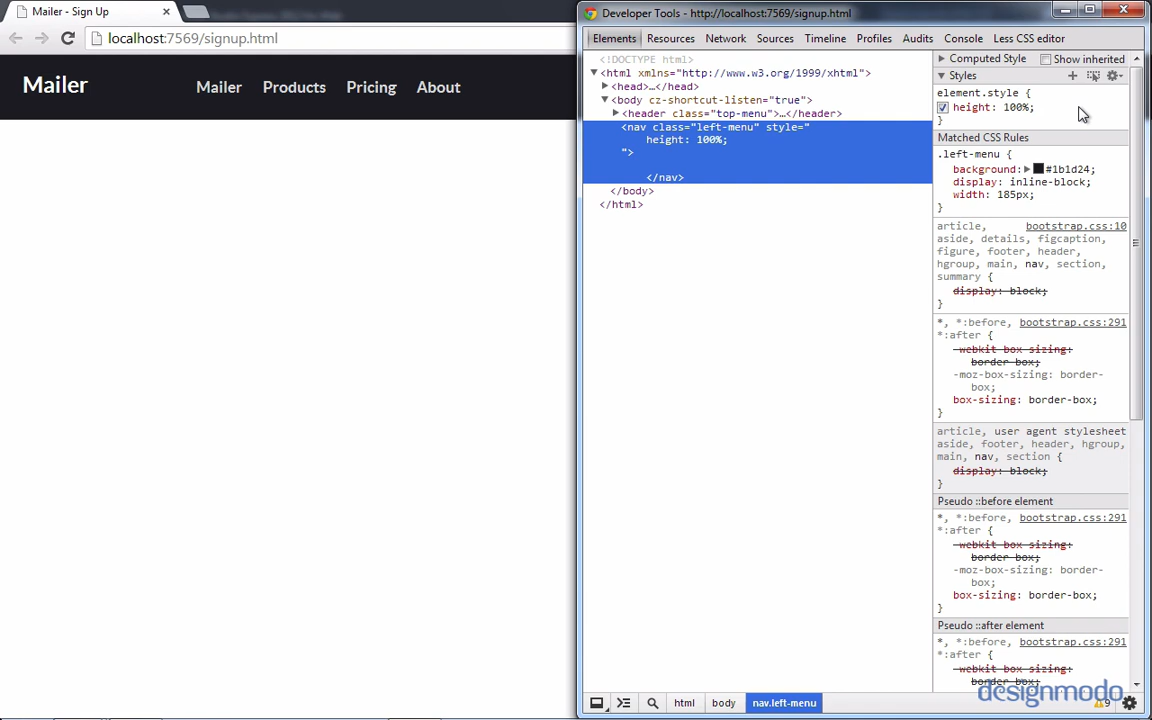 Mailer - Sign Up
localhost:7569/signup.html
Mailer
Mailer
Products
Pricing
About
Developer Tools - http://localhost:7569/signup.html
Elements
Resources
Network
Sources
Timeline
Profiles
Audits
Console
Less CSS editor
<!DOCTYPE html>
<html xmlns="http://www.w3.org/1999/xhtml">
<head>…</head>
<body cz-shortcut-listen="true">
<header class="top-menu">…</header>
<nav class="left-menu" style="
height: 100%;
">
</nav>
</body>
</html>
Computed Style
Show inherited
Styles
element.style {
height: 100%;
}
Matched CSS Rules
.left-menu {
background: #1b1d24;
display: inline-block;
width: 185px;
}
article, bootstrap.css:10
aside, details, figcaption,
figure, footer, header,
hgroup, main, nav, section,
summary {
display: block;
}
*, *:before, bootstrap.css:291
*:after {
-webkit-box-sizing:
border-box;
-moz-box-sizing: border-
box;
box-sizing: border-box;
}
article, user agent stylesheet
aside, footer, header, hgroup,
main, nav, section {
display: block;
}
Pseudo ::before element
*, *:before, bootstrap.css:291
*:after {
-webkit-box-sizing:
border-box;
-moz-box-sizing: border-
box;
box-sizing: border-box;
}
Pseudo ::after element
*, *:before, bootstrap.css:291
*:after {
-webkit-box-sizing:
border-box;
designmodo
9
html
body
nav.left-menu